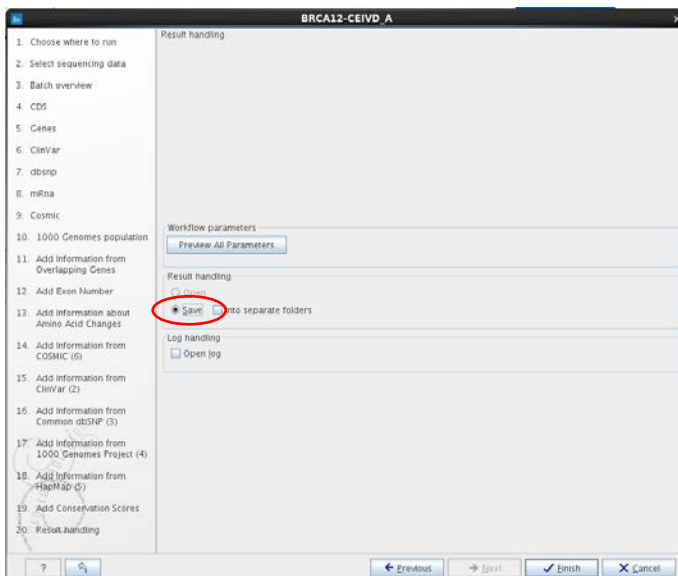 BRCA12-CEIVD_A
1. Choose where to run
2. Select sequencing data
3. Batch overview
4. CDS
5. Genes
6. ClinVar
7. dbsnp
8. mRna
9. Cosmic
10. 1000 Genomes population
11. Add Information from
Overlapping Genes
12. Add Exon Number
13. Add Information about
Amino Acid Changes
14. Add Information from
COSMIC (6)
15. Add Information from
ClinVar (2)
16. Add Information from
Common dbSNP (3)
17. Add Information from
1000 Genomes Project (4)
18. Add Information from
HapMap (5)
19. Add Conservation Scores
20. Result handling
Result handling
Workflow parameters
Preview All Parameters
Result handling
Open
Save Into separate folders
Log handling
Open log
? Previous Next Finish Cancel